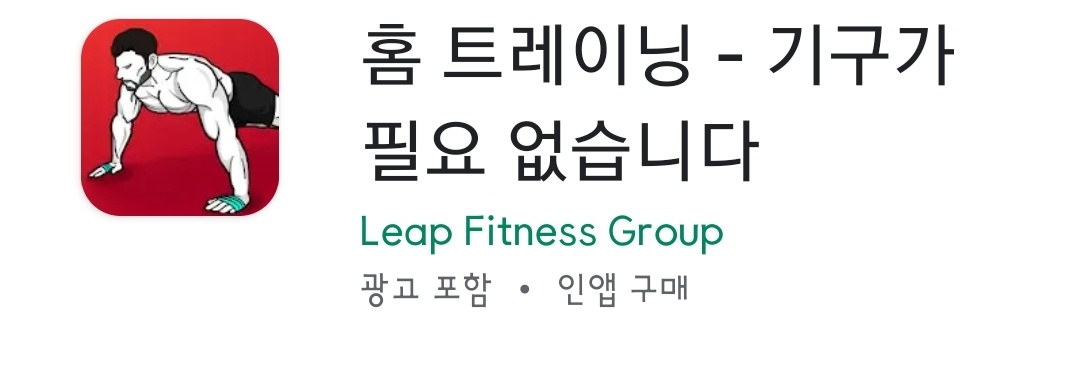 홈 트레이닝 - 기구가
필요 없습니다
Leap Fitness Group
광고 포함 • 인앱 구매